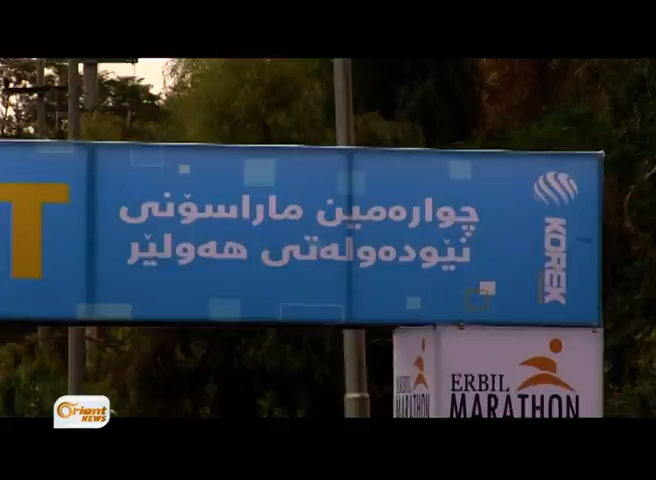 T
چوارەمین ماراسۆنی
نێودەوڵەتی هەولێر
KOREK
ERBIL
MARATHON
ERBIL
MARATHON
Orient
NEWS